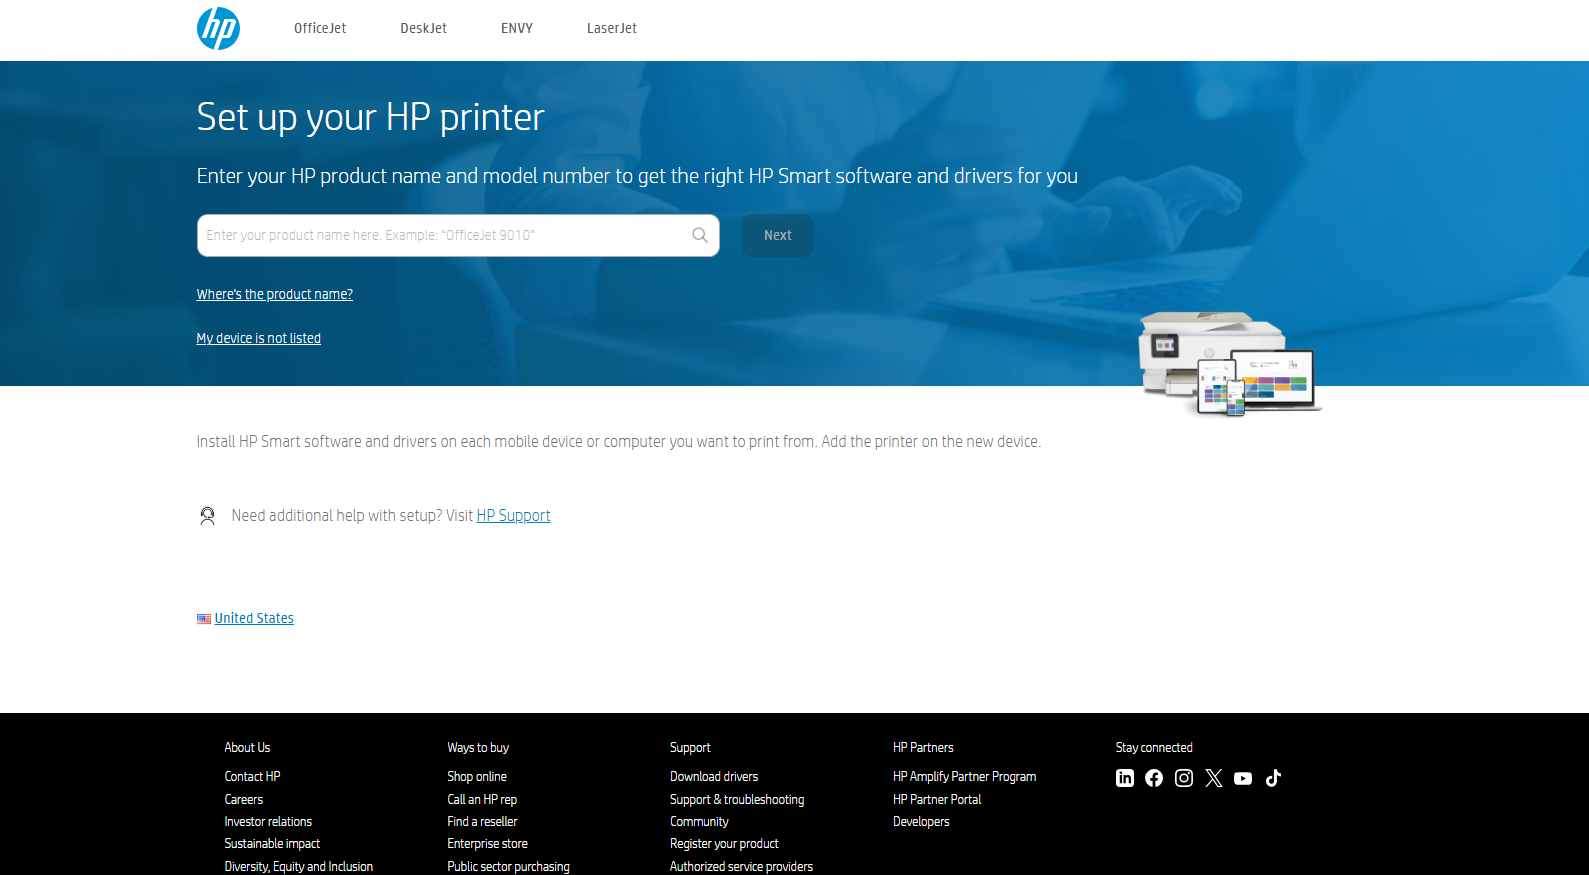 hp
OfficeJet
DeskJet
ENVY
LaserJet
Set up your HP printer
Enter your HP product name and model number to get the right HP Smart software and drivers for you
Enter your product name here. Example: “OfficeJet 9010”
Next
Where's the product name?
My device is not listed
Install HP Smart software and drivers on each mobile device or computer you want to print from. Add the printer on the new device.
Need additional help with setup? Visit HP Support
United States
About Us
Contact HP
Careers
Investor relations
Sustainable impact
Diversity, Equity and Inclusion
Ways to buy
Shop online
Call an HP rep
Find a reseller
Enterprise store
Public sector purchasing
Support
Download drivers
Support & troubleshooting
Community
Register your product
Authorized service providers
HP Partners
HP Amplify Partner Program
HP Partner Portal
Developers
Stay connected